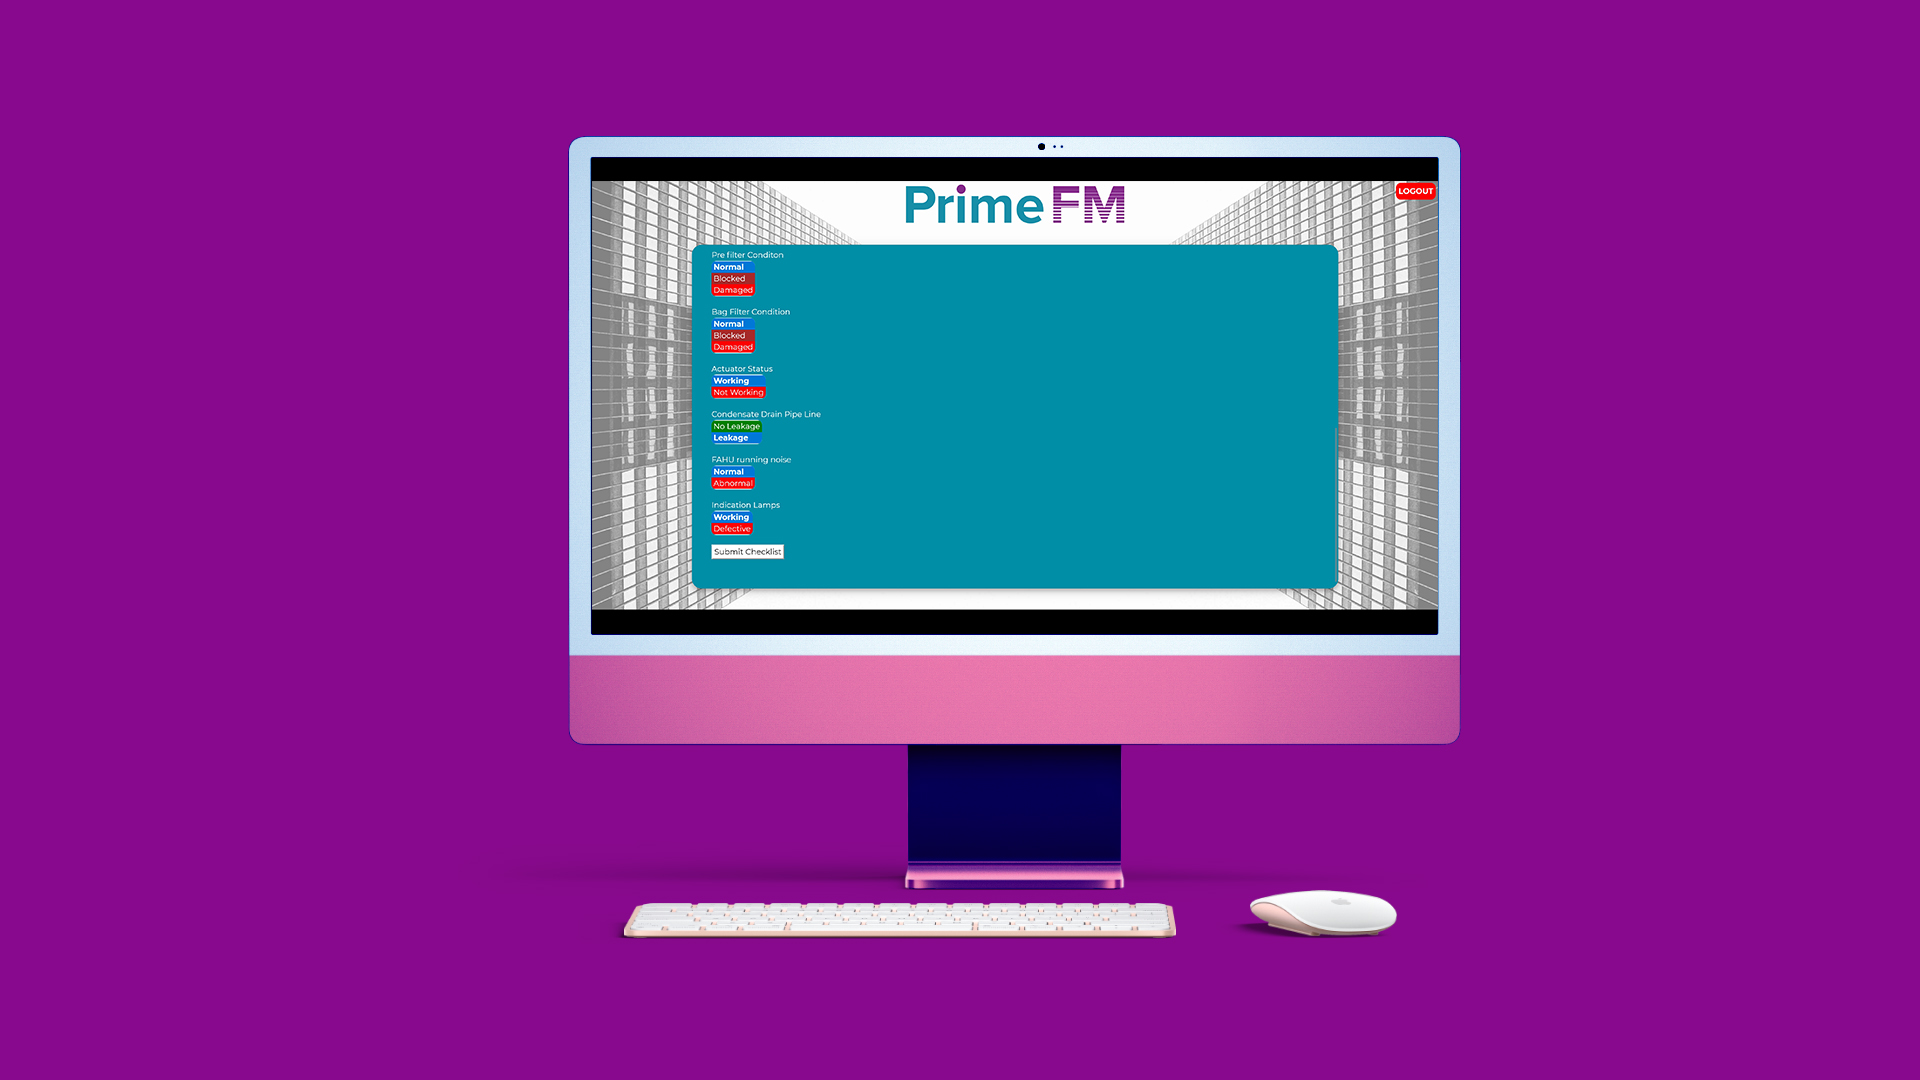 Prime FM
LOGOUT
Pre filter Conditon
Normal
Blocked
Damaged
Bag Filter Condition
Normal
Blocked
Damaged
Actuator Status
Working
Not Working
Condensate Drain Pipe Line
No Leakage
Leakage
FAHU running noise
Normal
Abnormal
Indication Lamps
Working
Defective
Submit Checklist